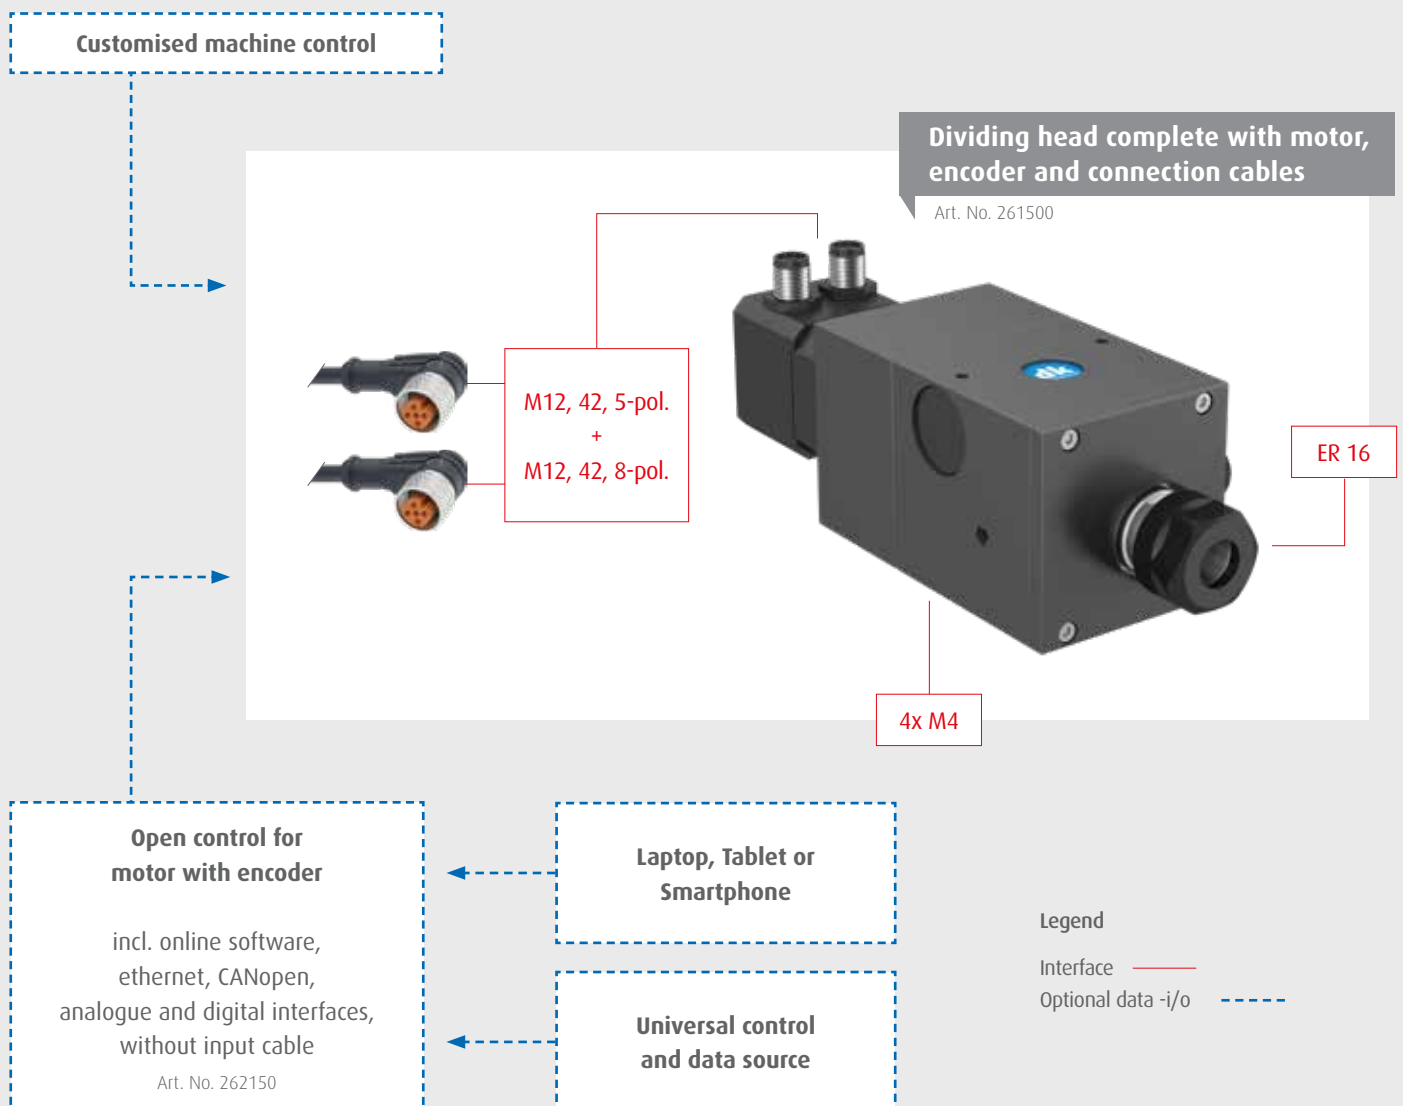 Customised machine control
Dividing head complete with motor,
encoder and connection cables
Art. No. 261500
dk
M12, 42, 5-pol.
+
M12, 42, 8-pol.
ER 16
4x M4
Open control for
motor with encoder
incl. online software,
ethernet, CANopen,
analogue and digital interfaces,
without input cable
Art. No. 262150
Laptop, Tablet or
Smartphone
Universal control
and data source
Legend
Interface
Optional data -i/o